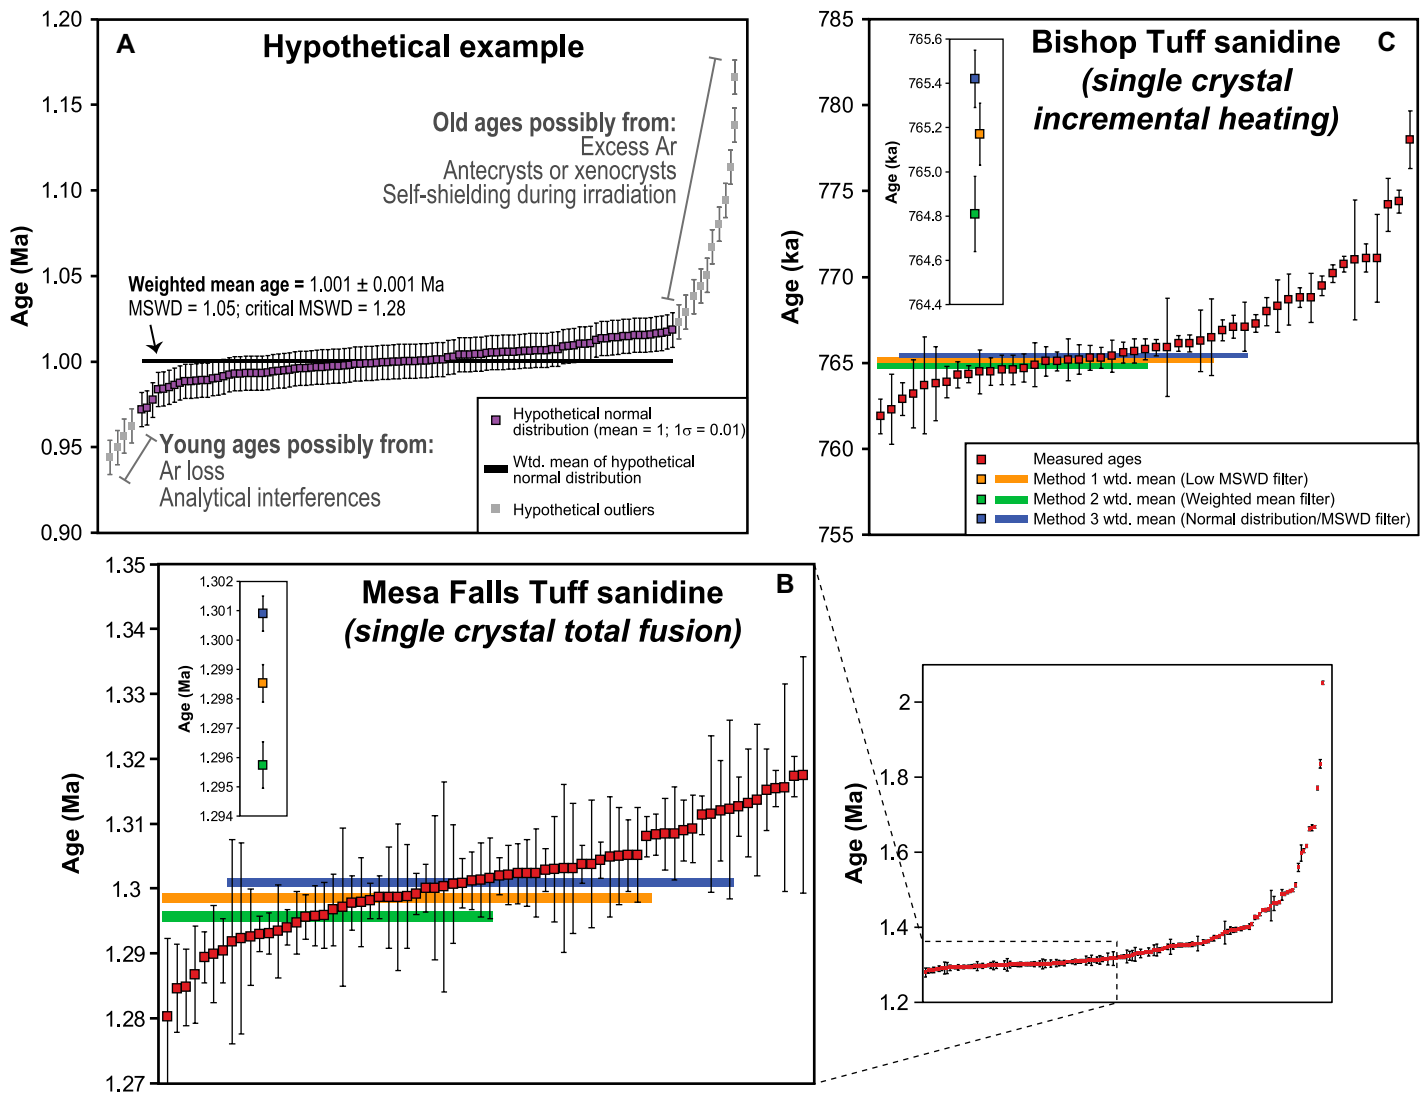 A
Hypothetical example
1.20
1.15
1.10
1.05
1.00
0.95
0.90
Age (Ma)
Old ages possibly from:
Excess Ar
Antecrysts or xenocrysts
Self-shielding during irradiation
Weighted mean age = 1.001 ± 0.001 Ma
MSWD = 1.05; critical MSWD = 1.28
Young ages possibly from:
Ar loss
Analytical interferences
Hypothetical normal
distribution (mean = 1; 1σ = 0.01)
Wtd. mean of hypothetical
normal distribution
Hypothetical outliers
C
Bishop Tuff sanidine
(single crystal
incremental heating)
785
780
775
770
765
760
755
Age (ka)
765.6
765.4
765.2
765.0
764.8
764.6
764.4
Age (ka)
Measured ages
Method 1 wtd. mean (Low MSWD filter)
Method 2 wtd. mean (Weighted mean filter)
Method 3 wtd. mean (Normal distribution/MSWD filter)
B
Mesa Falls Tuff sanidine
(single crystal total fusion)
1.35
1.34
1.33
1.32
1.31
1.3
1.29
1.28
1.27
Age (Ma)
1.302
1.301
1.300
1.299
1.298
1.297
1.296
1.295
1.294
Age (Ma)
2
1.8
1.6
1.4
1.2
Age (Ma)